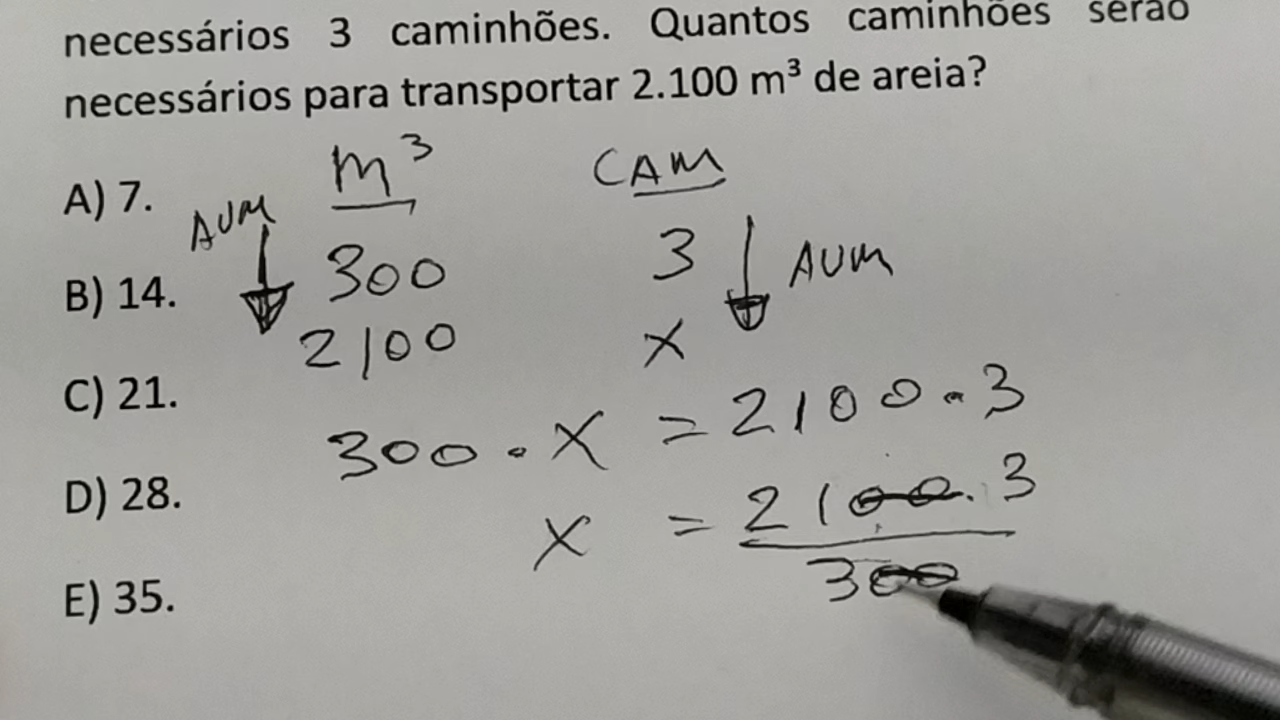 necessários 3 caminhões. Quantos caminhões serão
necessários para transportar 2.100 m³ de areia?
A) 7.
B) 14.
C) 21.
D) 28.
E) 35.
m³ CAM
AUM 300 3 AUM
2100 x
300 . x = 2100 . 3
x = 2100 . 3
300